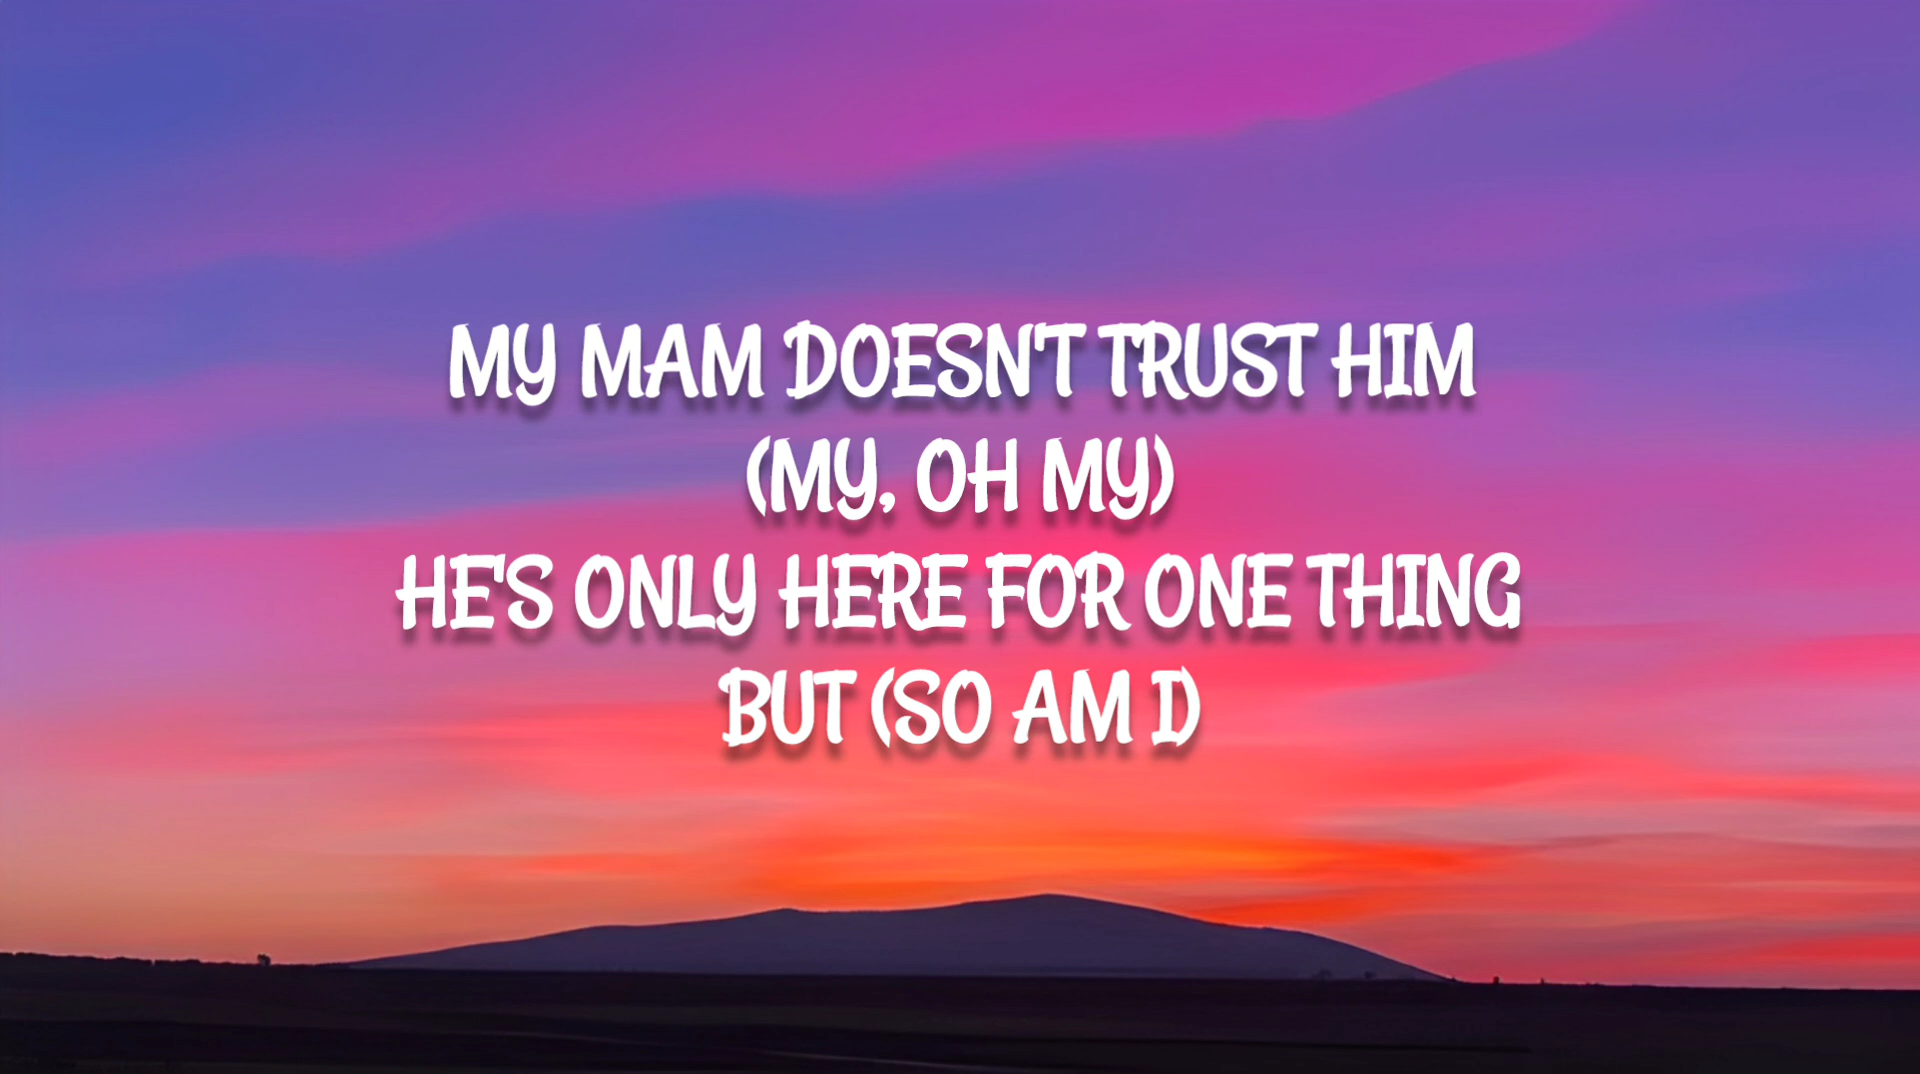 MY MAM DOESN'T TRUST HIM
(MY, OH MY)
HE'S ONLY HERE FOR ONE THING
BUT (SO AM I)